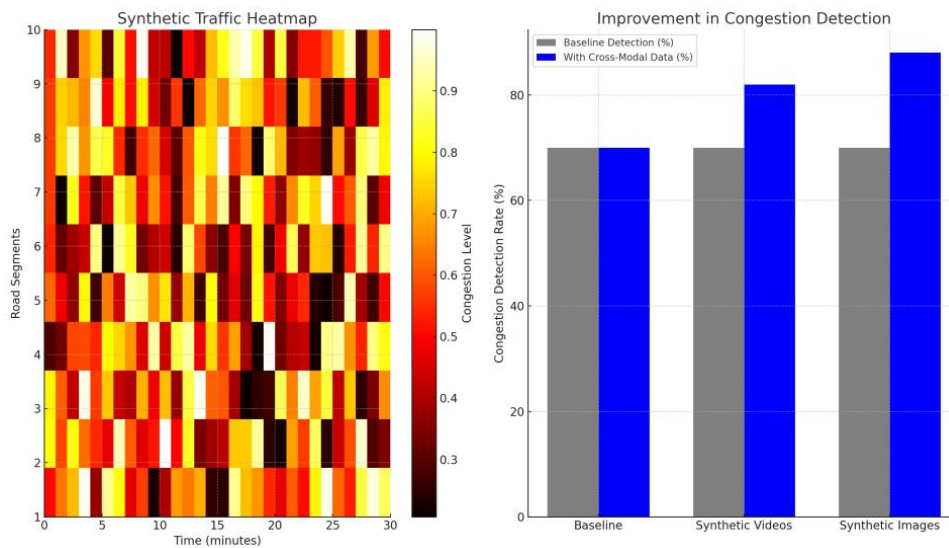 Synthetic Traffic Heatmap
10
9
8
7
6
5
4
3
2
1
Road Segments
0
5
10
15
20
25
30
Time (minutes)
0.9
0.8
0.7
0.6
0.5
0.4
0.3
Congestion Level
Improvement in Congestion Detection
Baseline Detection (%)
With Cross-Modal Data (%)
80
60
40
20
0
Congestion Detection Rate (%)
Baseline
Synthetic Videos
Synthetic Images